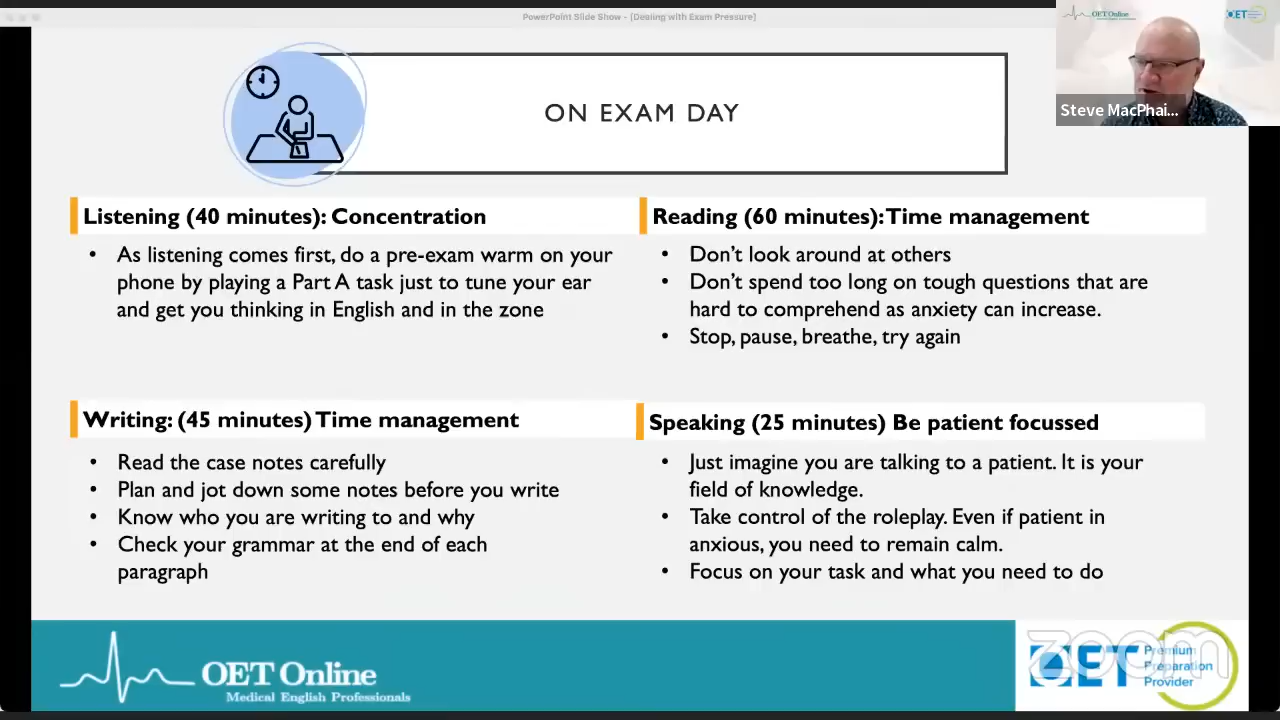 PowerPoint Slide Show - [Dealing with Exam Pressure]
OET Online
OET
Steve MacPhai...
ON EXAM DAY
Listening (40 minutes): Concentration
• As listening comes first, do a pre-exam warm on your
phone by playing a Part A task just to tune your ear
and get you thinking in English and in the zone
Reading (60 minutes): Time management
• Don't look around at others
• Don't spend too long on tough questions that are
hard to comprehend as anxiety can increase.
• Stop, pause, breathe, try again
Writing: (45 minutes) Time management
• Read the case notes carefully
• Plan and jot down some notes before you write
• Know who you are writing to and why
• Check your grammar at the end of each
paragraph
Speaking (25 minutes) Be patient focussed
• Just imagine you are talking to a patient. It is your
field of knowledge.
• Take control of the roleplay. Even if patient in
anxious, you need to remain calm.
• Focus on your task and what you need to do
OET Online
Medical English Professionals
zoom
OET
Premium
Preparation
Provider